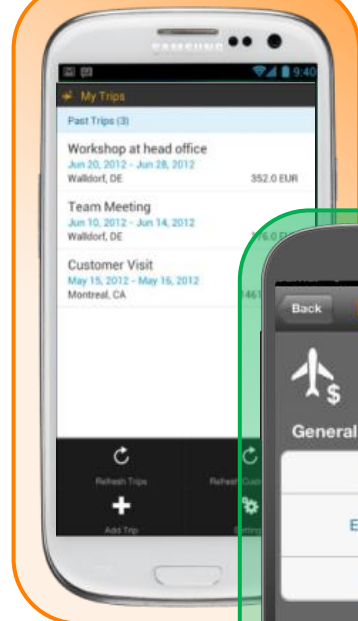 SAMSUNG
9:40
My Trips
Past Trips (3)
Workshop at head office
Jun 20, 2012 - Jun 28, 2012
Walldorf, DE 352.0 EUR
Team Meeting
Jun 10, 2012 - Jun 14, 2012
Walldorf, DE
Customer Visit
May 15, 2012 - May 16, 2012
Montreal, CA
Refresh Trips
Refresh
Add Trip
Back
$
General
E